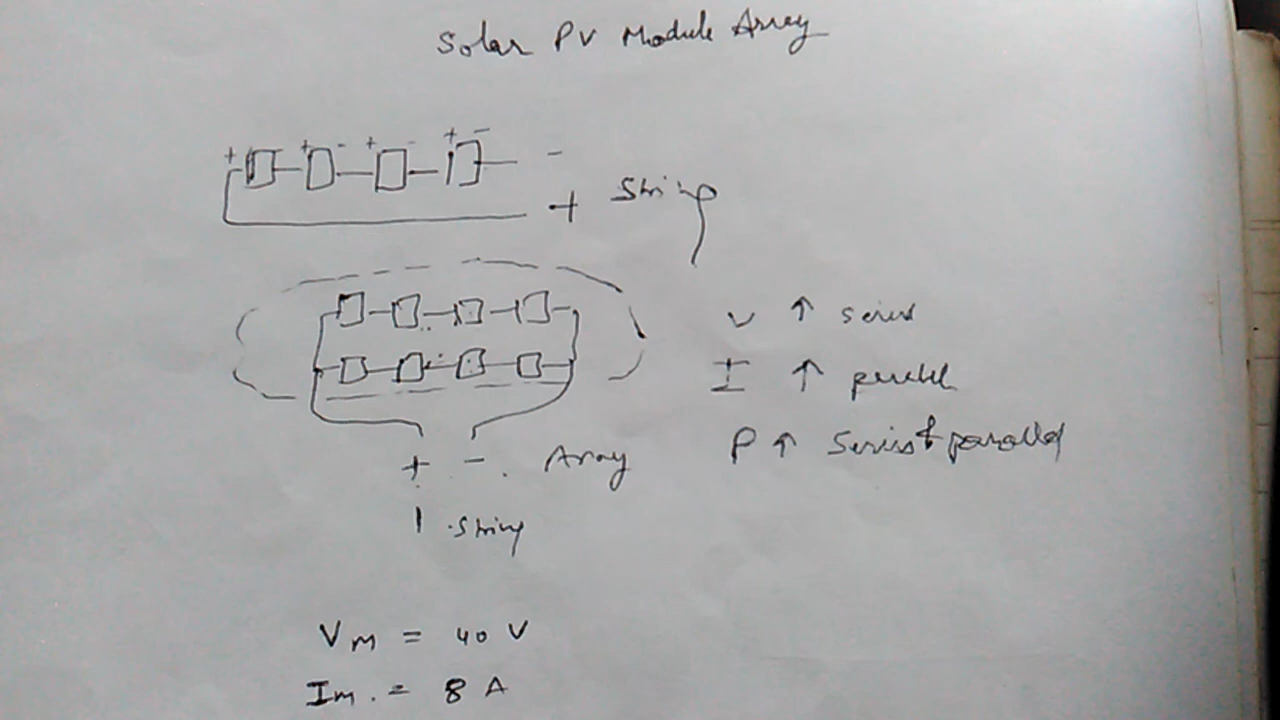 Solar PV Module Array
+ + - + - + - -
+ String
V ↑ series
I ↑ parallel
P ↑ Series & parallel
+ - . Array
1 string
Vm = 40 V
Im. = 8 A